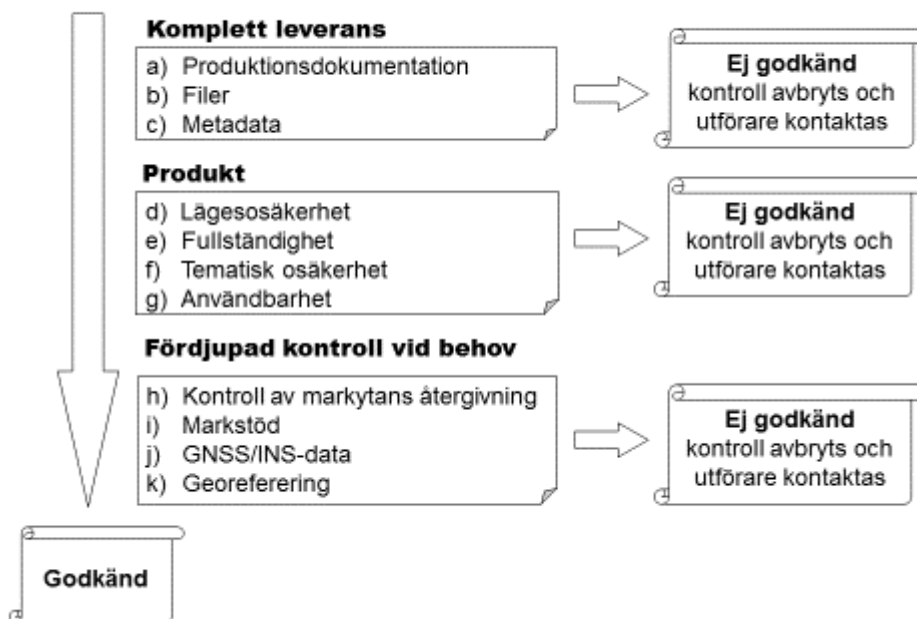 Komplett leverans
a) Produktionsdokumentation
b) Filer
c) Metadata
Ej godkänd
kontroll avbryts och
utförare kontaktas
Produkt
d) Lägesosäkerhet
e) Fullständighet
f) Tematisk osäkerhet
g) Användbarhet
Ej godkänd
kontroll avbryts och
utförare kontaktas
Fördjupad kontroll vid behov
h) Kontroll av markytans återgivning
i) Markstöd
j) GNSS/INS-data
k) Georeferering
Ej godkänd
kontroll avbryts och
utförare kontaktas
Godkänd